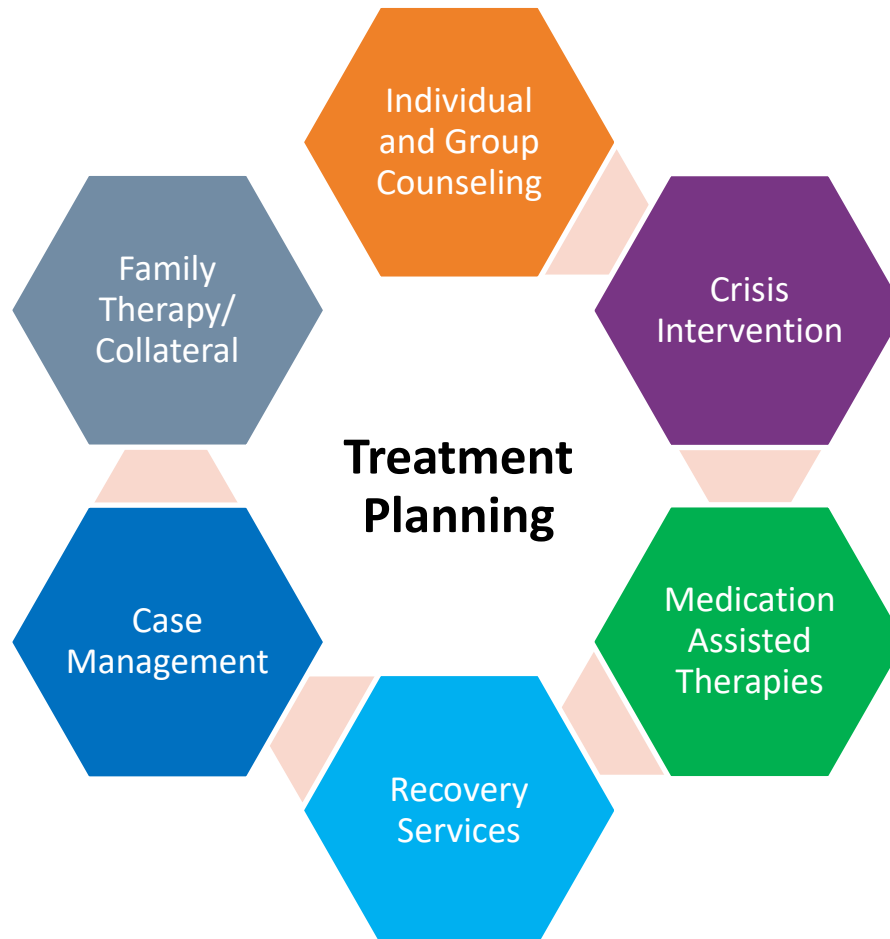 Individual
and Group
Counseling
Crisis
Intervention
Medication
Assisted
Therapies
Recovery
Services
Case
Management
Family
Therapy/
Collateral
Treatment
Planning